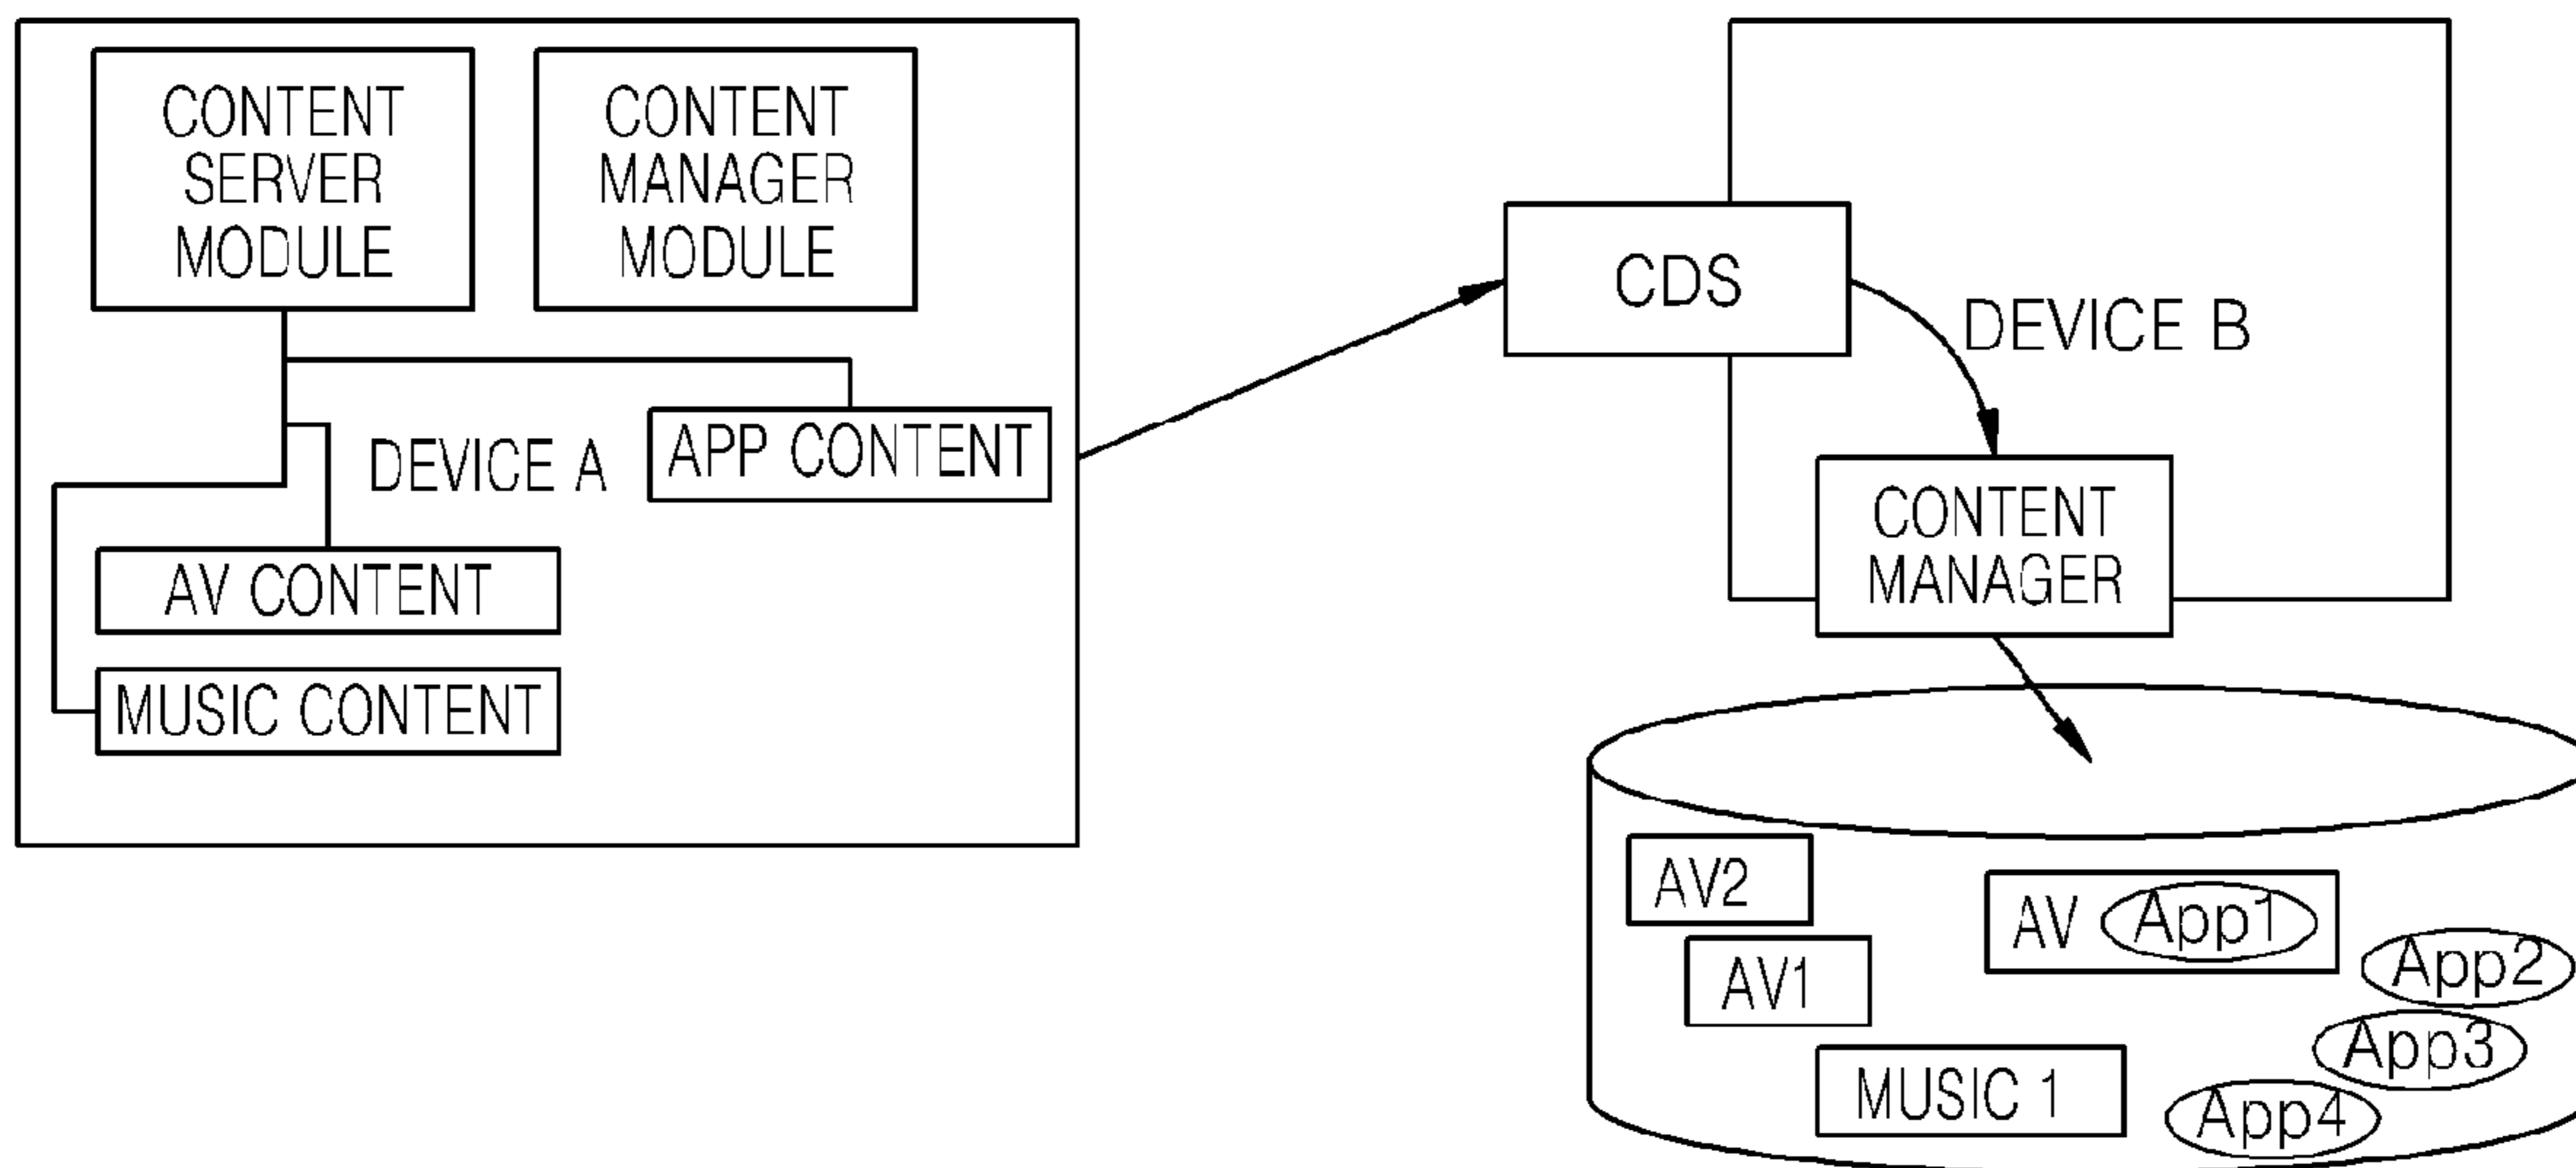 CONTENT
SERVER
MODULE
CONTENT
MANAGER
MODULE
DEVICE A
APP CONTENT
AV CONTENT
MUSIC CONTENT
CDS
DEVICE B
CONTENT
MANAGER
AV2
AV1
MUSIC 1
AV App1
App2
App3
App4